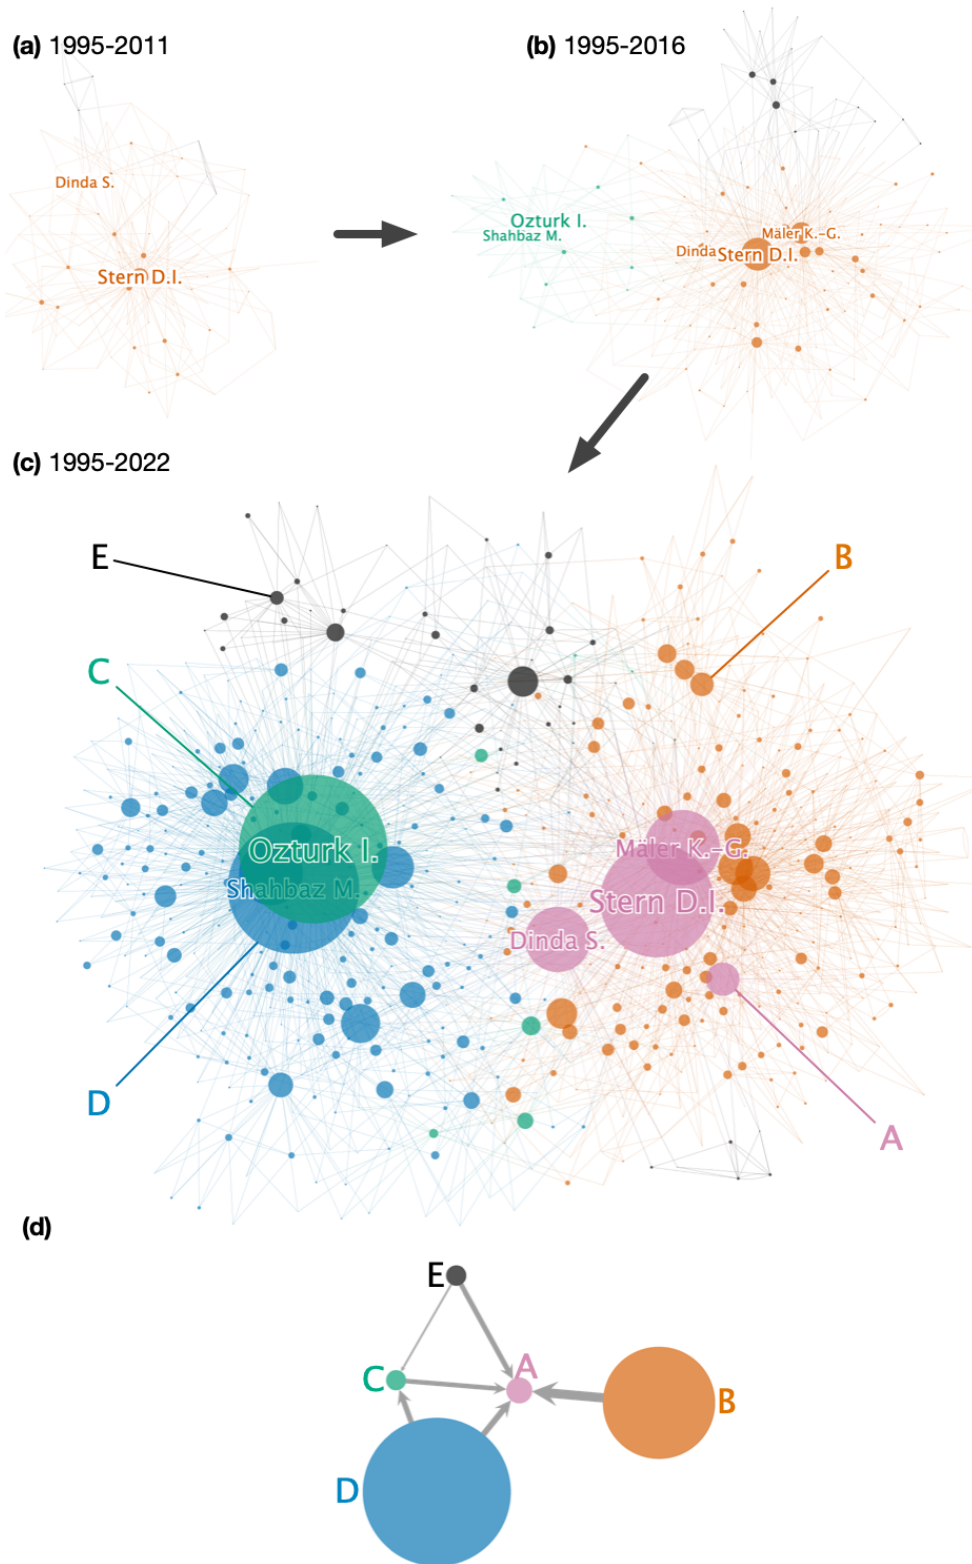 (a) 1995-2011
(b) 1995-2016
Dinda S.
Stern D.I.
Ozturk I.
Shahbaz M.
Mäler K.-G.
Dinda
Stern D.I.
(c) 1995-2022
E
B
C
Ozturk I.
Mäler K.-G.
Shahbaz M.
Stern D.I.
Dinda S.
D
A
(d)
E
A
C
B
D